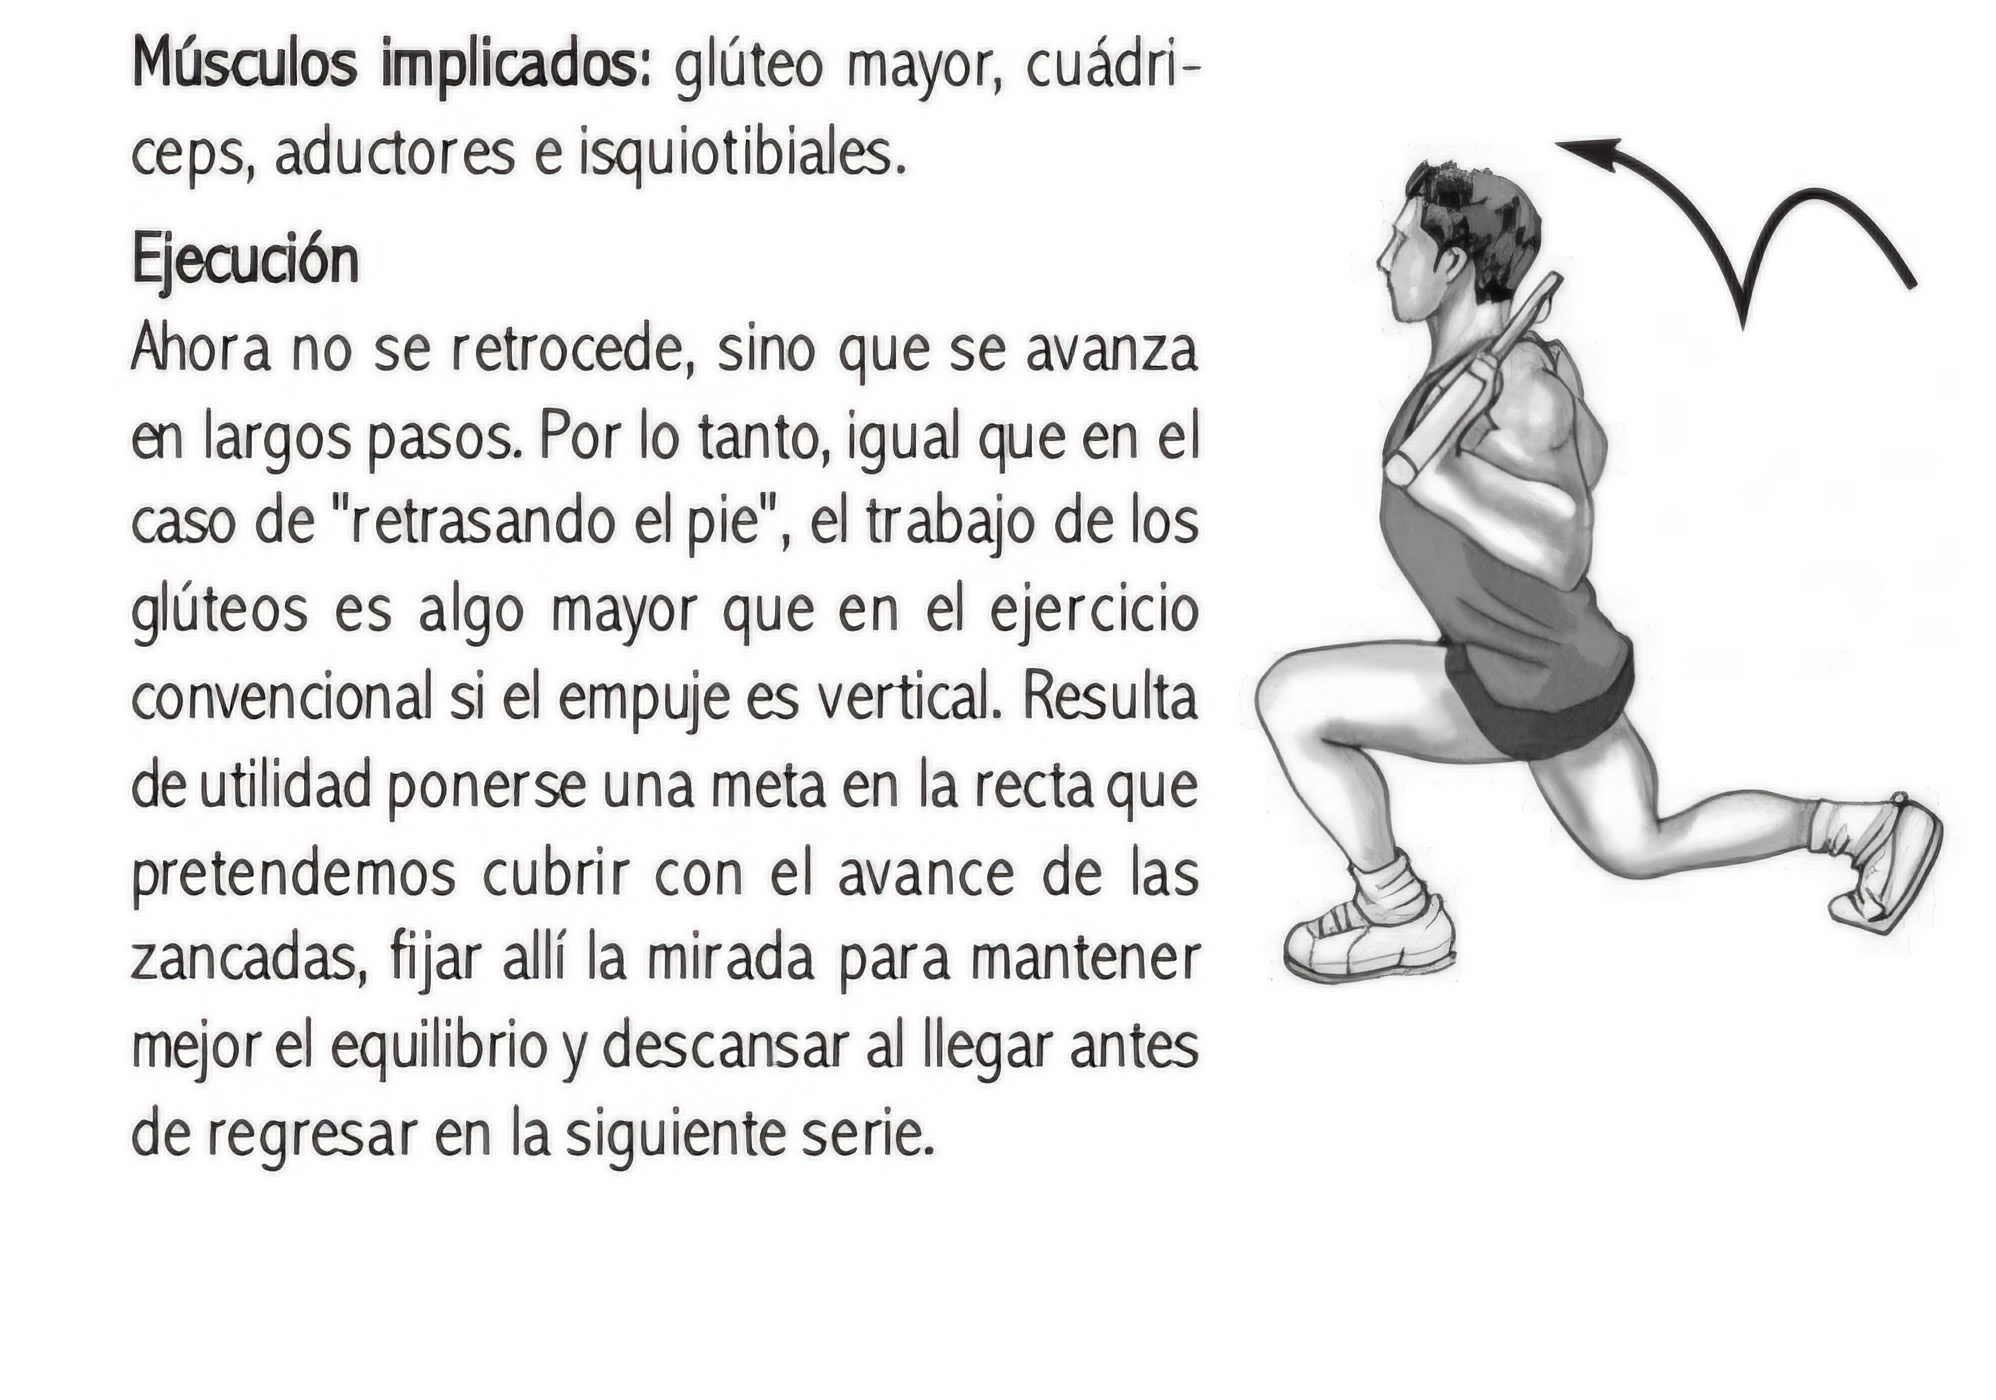 Músculos implicados: glúteo mayor, cuádri-
ceps, aductores e isquiotibiales.
Ejecución
Ahora no se retrocede, sino que se avanza
en largos pasos. Por lo tanto, igual que en el
caso de "retrasando el pie", el trabajo de los
glúteos es algo mayor que en el ejercicio
convencional si el empuje es vertical. Resulta
de utilidad ponerse una meta en la recta que
pretendemos cubrir con el avance de las
zancadas, fijar allí la mirada para mantener
mejor el equilibrio y descansar al llegar antes
de regresar en la siguiente serie.